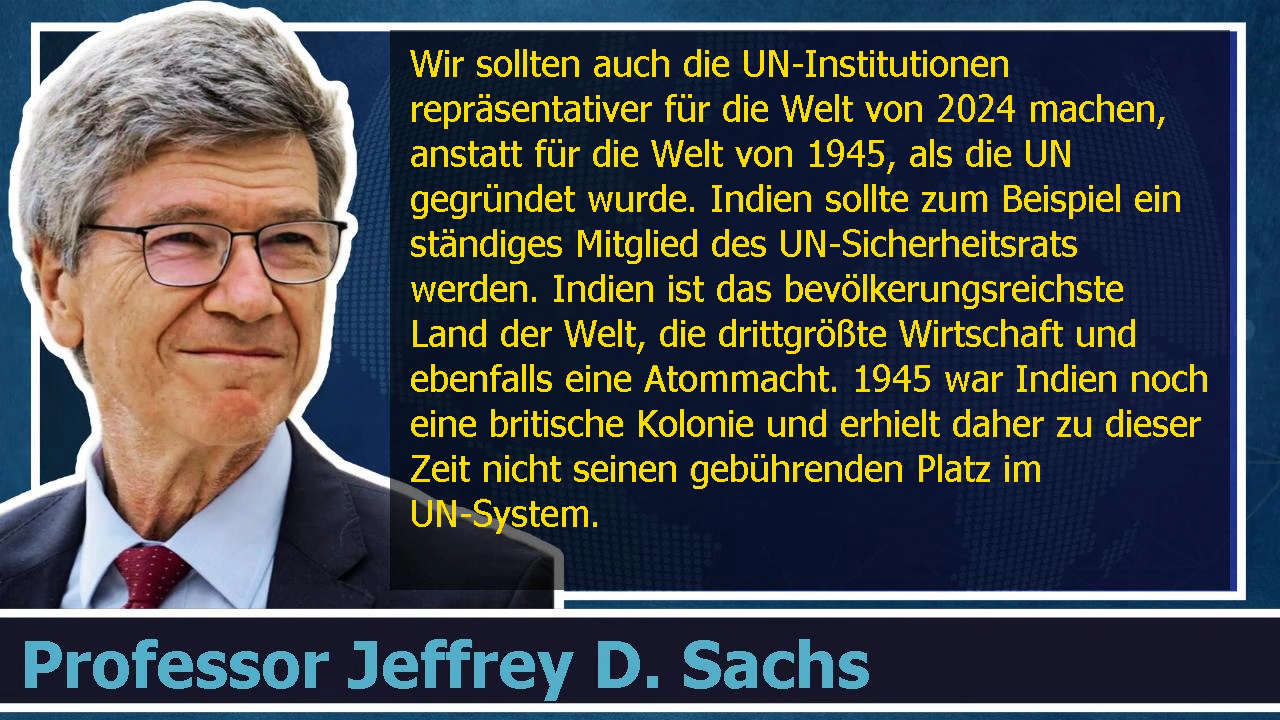 Wir sollten auch die UN-Institutionen
repräsentativer für die Welt von 2024 machen,
anstatt für die Welt von 1945, als die UN
gegründet wurde. Indien sollte zum Beispiel ein
ständiges Mitglied des UN-Sicherheitsrats
werden. Indien ist das bevölkerungsreichste
Land der Welt, die drittgrößte Wirtschaft und
ebenfalls eine Atommacht. 1945 war Indien noch
eine britische Kolonie und erhielt daher zu dieser
Zeit nicht seinen gebührenden Platz im
UN-System.
Professor Jeffrey D. Sachs